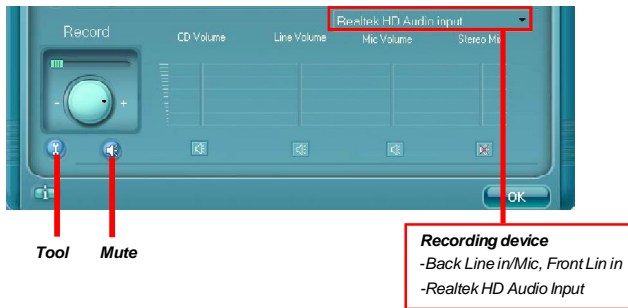 Realtek HD Audio input
Record
CD Volume
Line Volume
Mic Volume
Stereo Mix
- +
i
OK
Tool
Mute
Recording device
-Back Line in/Mic, Front Lin in
-Realtek HD Audio Input